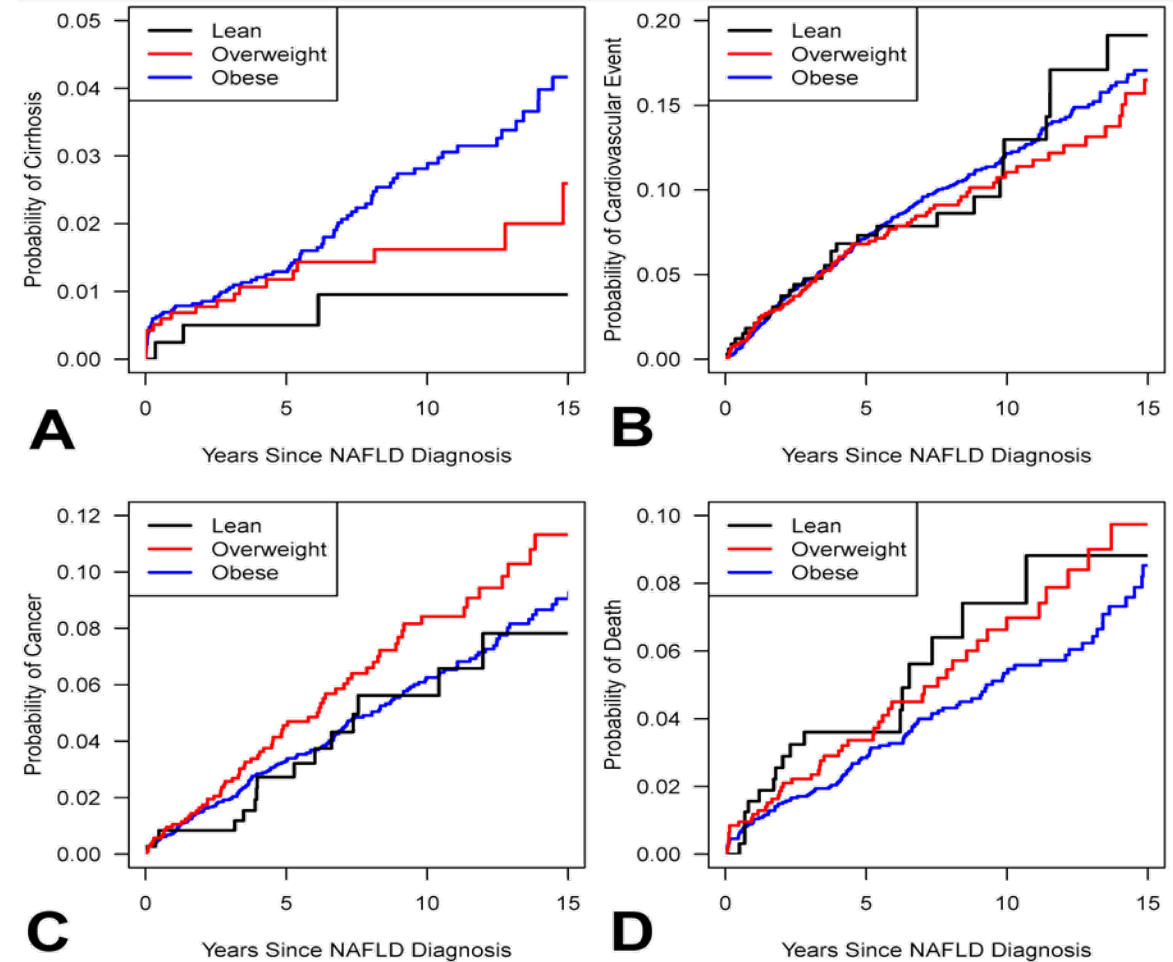 0.05
0.04
0.03
0.02
0.01
0.00
Probability of Cirrhosis
Lean
Overweight
Obese
0 5 10 15
Years Since NAFLD Diagnosis
A
0.20
0.15
0.10
0.05
0.00
Probability of Cardiovascular Event
Lean
Overweight
Obese
0 5 10 15
Years Since NAFLD Diagnosis
B
0.12
0.10
0.08
0.06
0.04
0.02
0.00
Probability of Cancer
Lean
Overweight
Obese
0 5 10 15
Years Since NAFLD Diagnosis
C
0.10
0.08
0.06
0.04
0.02
0.00
Probability of Death
Lean
Overweight
Obese
0 5 10 15
Years Since NAFLD Diagnosis
D